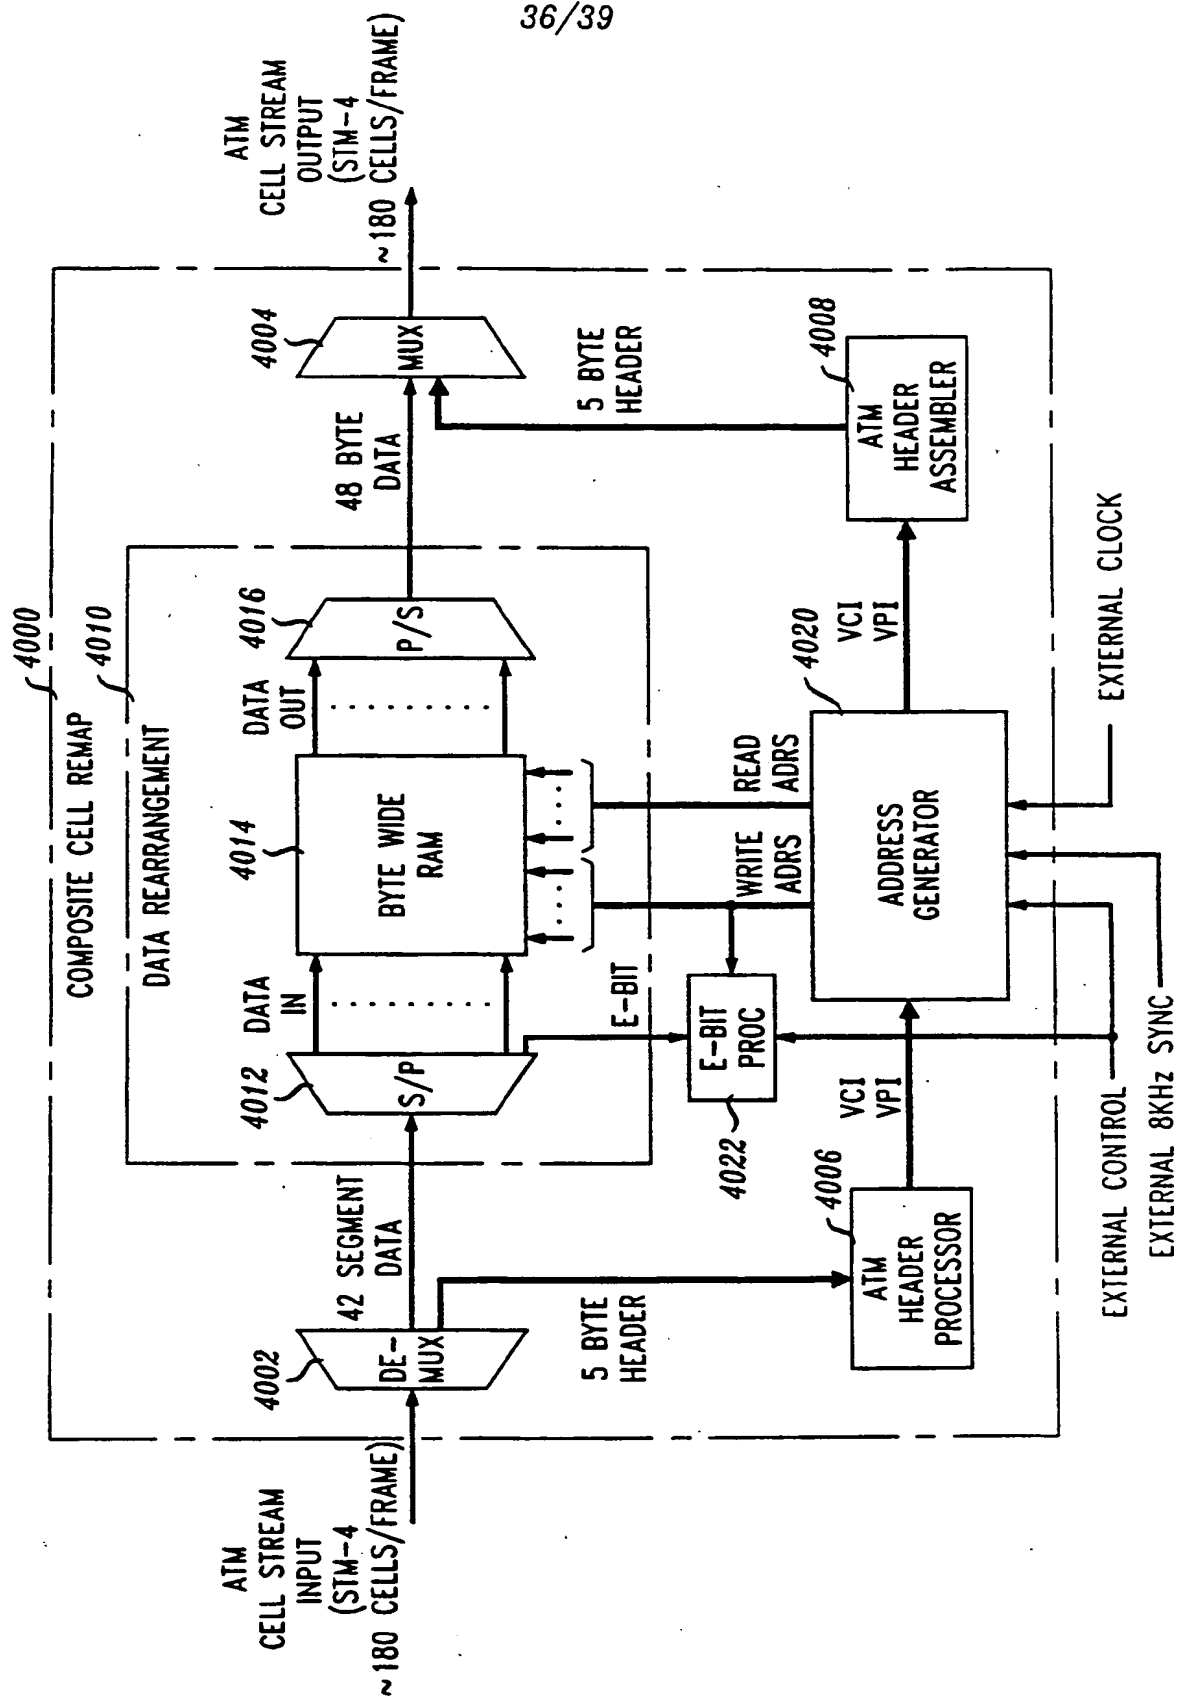 36/39
ATM
CELL STREAM
INPUT
(STM-4
~180 CELLS/FRAME)
4002
DE-
MUX
42 SEGMENT
DATA
5 BYTE
HEADER
COMPOSITE CELL REMAP
4000
DATA REARRANGEMENT
4010
4012
S/P
DATA
IN
4014
BYTE WIDE
RAM
DATA
OUT
4016
P/S
E-BIT
48 BYTE
DATA
4004
MUX
5 BYTE
HEADER
ATM
CELL STREAM
OUTPUT
(STM-4
~180 CELLS/FRAME)
4022
E-BIT
PROC
WRITE
ADRS
READ
ADRS
4006
ATM
HEADER
PROCESSOR
VCI
VPI
4020
ADDRESS
GENERATOR
VCI
VPI
4008
ATM
HEADER
ASSEMBLER
EXTERNAL CONTROL
EXTERNAL 8KHz SYNC
EXTERNAL CLOCK